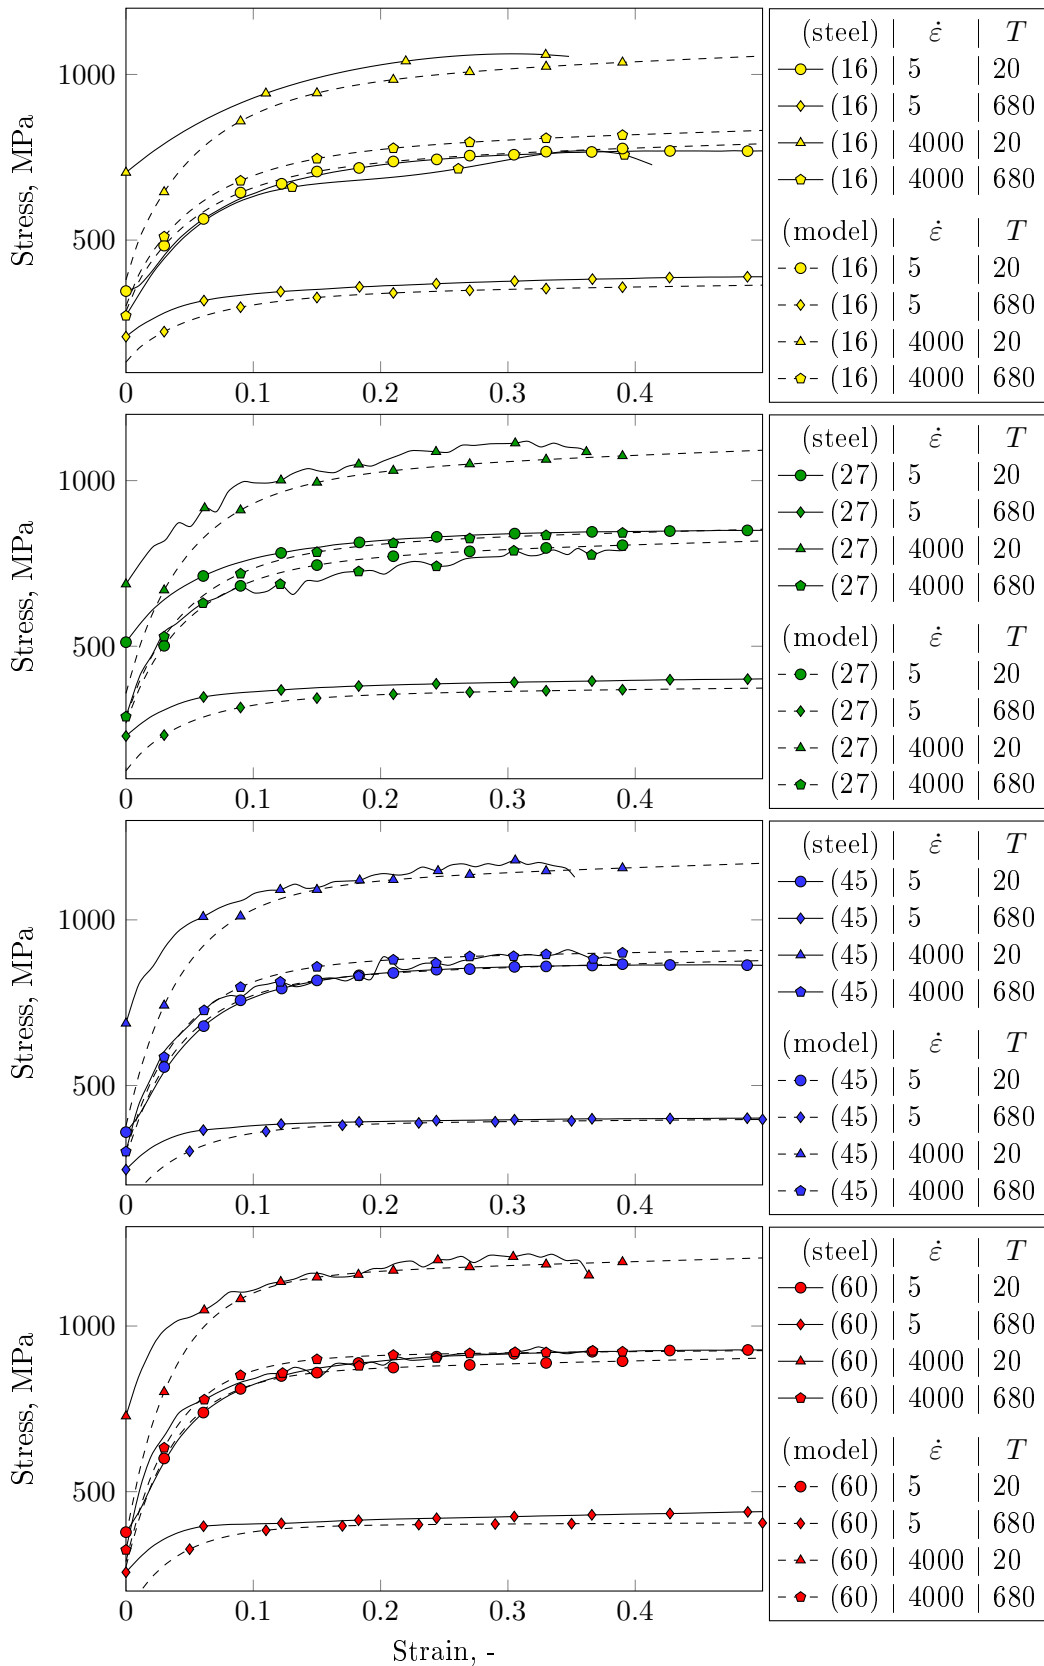 1000
500
Stress, MPa
0
0.1
0.2
0.3
0.4
(steel) | ε̇ | T
(16) | 5 | 20
(16) | 5 | 680
(16) | 4000 | 20
(16) | 4000 | 680
(model) | ε̇ | T
(16) | 5 | 20
(16) | 5 | 680
(16) | 4000 | 20
(16) | 4000 | 680
1000
500
Stress, MPa
0
0.1
0.2
0.3
0.4
(steel) | ε̇ | T
(27) | 5 | 20
(27) | 5 | 680
(27) | 4000 | 20
(27) | 4000 | 680
(model) | ε̇ | T
(27) | 5 | 20
(27) | 5 | 680
(27) | 4000 | 20
(27) | 4000 | 680
1000
500
Stress, MPa
0
0.1
0.2
0.3
0.4
(steel) | ε̇ | T
(45) | 5 | 20
(45) | 5 | 680
(45) | 4000 | 20
(45) | 4000 | 680
(model) | ε̇ | T
(45) | 5 | 20
(45) | 5 | 680
(45) | 4000 | 20
(45) | 4000 | 680
1000
500
Stress, MPa
0
0.1
0.2
0.3
0.4
Strain, -
(steel) | ε̇ | T
(60) | 5 | 20
(60) | 5 | 680
(60) | 4000 | 20
(60) | 4000 | 680
(model) | ε̇ | T
(60) | 5 | 20
(60) | 5 | 680
(60) | 4000 | 20
(60) | 4000 | 680